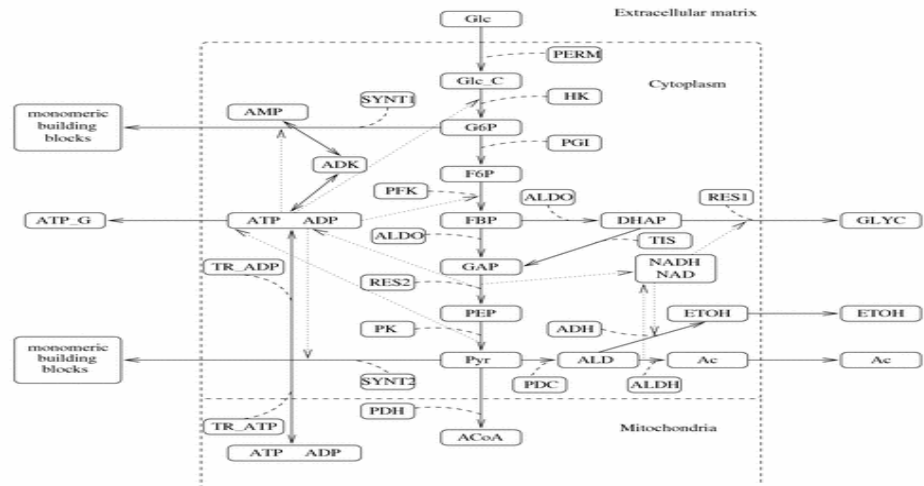 Glc
Extracellular matrix
PERM
Glc_C
Cytoplasm
SYNT1
HK
AMP
monomeric
building
blocks
G6P
PGI
ADK
F6P
PFK
ALDO
RES1
ATP_G
ATP ADP
FBP
DHAP
GLYC
ALDO
TIS
TR_ADP
GAP
NADH
NAD
RES2
PEP
ETOH
ETOH
PK
ADH
monomeric
building
blocks
Pyr
ALD
Ac
Ac
SYNT2
PDC
ALDH
PDH
TR_ATP
ACoA
Mitochondria
ATP ADP